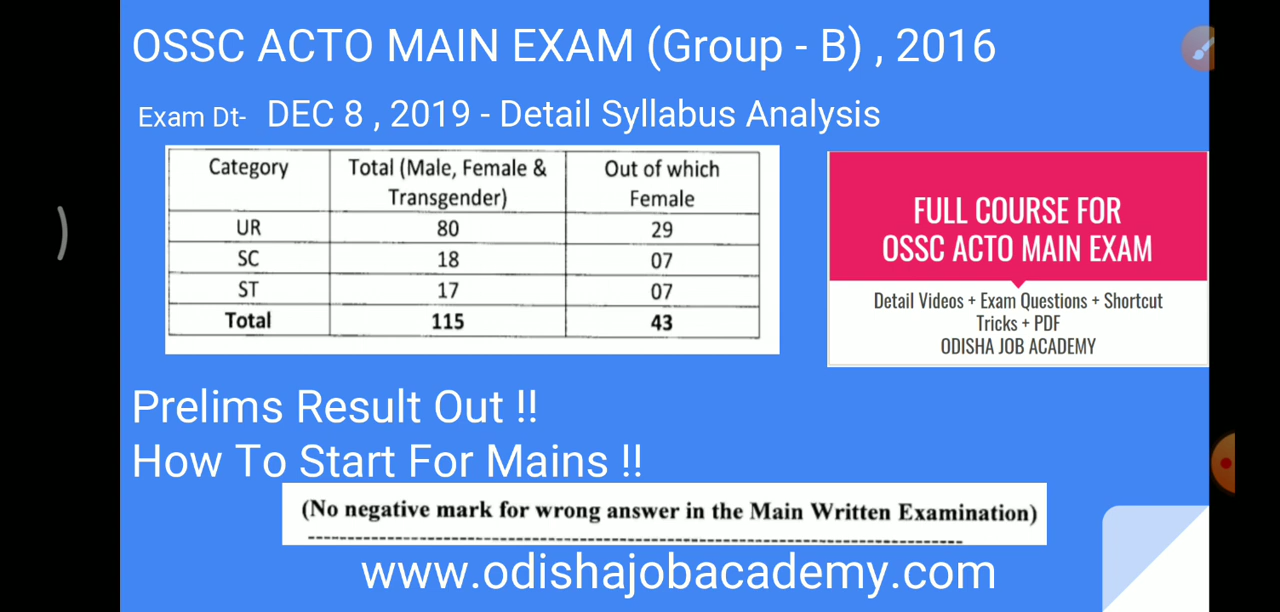 OSSC ACTO MAIN EXAM (Group - B) , 2016
Exam Dt- DEC 8 , 2019 - Detail Syllabus Analysis
Category Total (Male, Female & Transgender) Out of which Female
UR 80 29
SC 18 07
ST 17 07
Total 115 43
FULL COURSE FOR
OSSC ACTO MAIN EXAM
Detail Videos + Exam Questions + Shortcut
Tricks + PDF
ODISHA JOB ACADEMY
Prelims Result Out !!
How To Start For Mains !!
(No negative mark for wrong answer in the Main Written Examination)
www.odishajobacademy.com